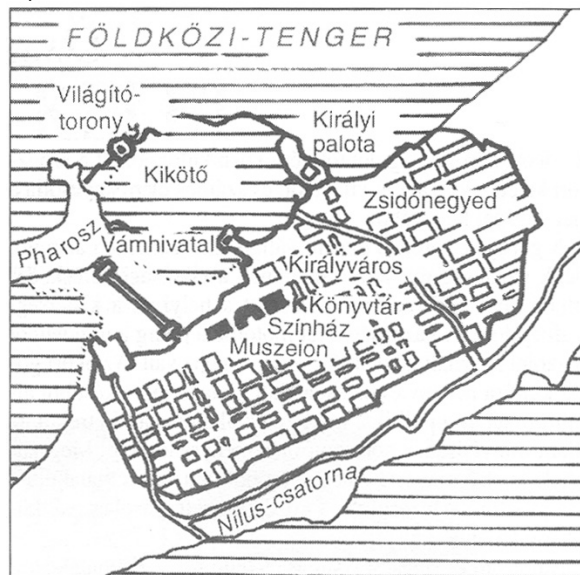 FÖLDKÖZI-TENGER
Világító-
torony
Királyi
palota
Kikötő
Zsidónegyed
Pharosz
Vámhivatal
Királyváros
Könyvtár
Színház
Muszeion
Nílus-csatorna